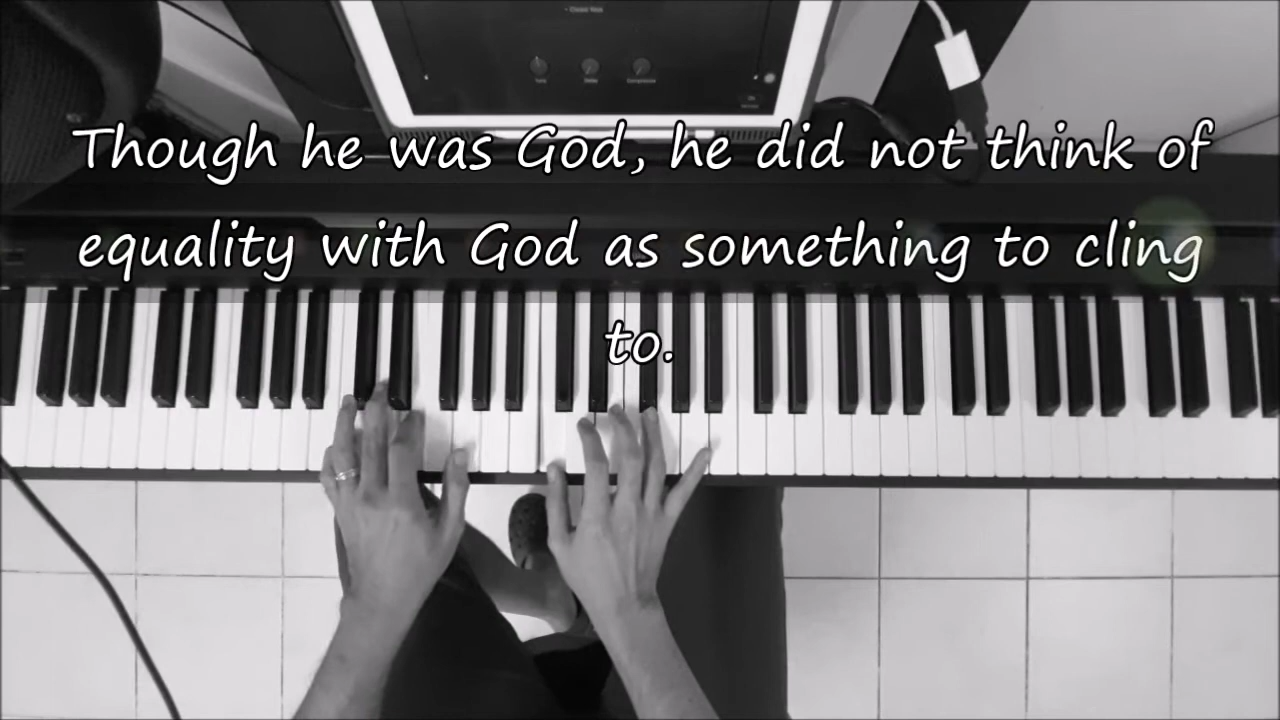 Though he was God, he did not think of
equality with God as something to cling
to.